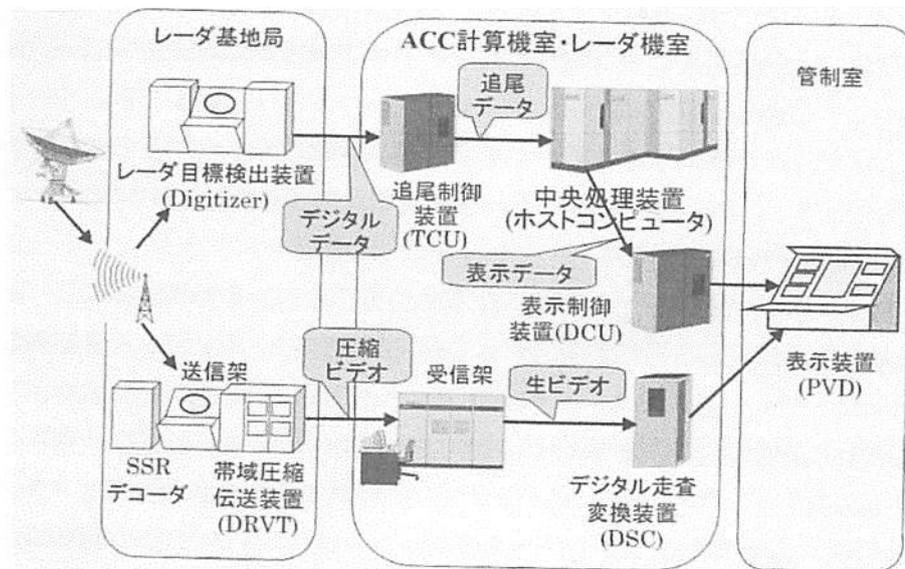 レーダ基地局
ACC計算機室・レーダ機室
管制室
追尾
データ
レーダ目標検出装置
(Digitizer)
デジタル
データ
追尾制御
装置
(TCU)
中央処理装置
(ホストコンピュータ)
表示データ
表示制御
装置(DCU)
表示装置
(PVD)
送信架
圧縮
ビデオ
受信架
生ビデオ
SSR
デコーダ
帯域圧縮
伝送装置
(DRVT)
デジタル走査
変換装置
(DSC)